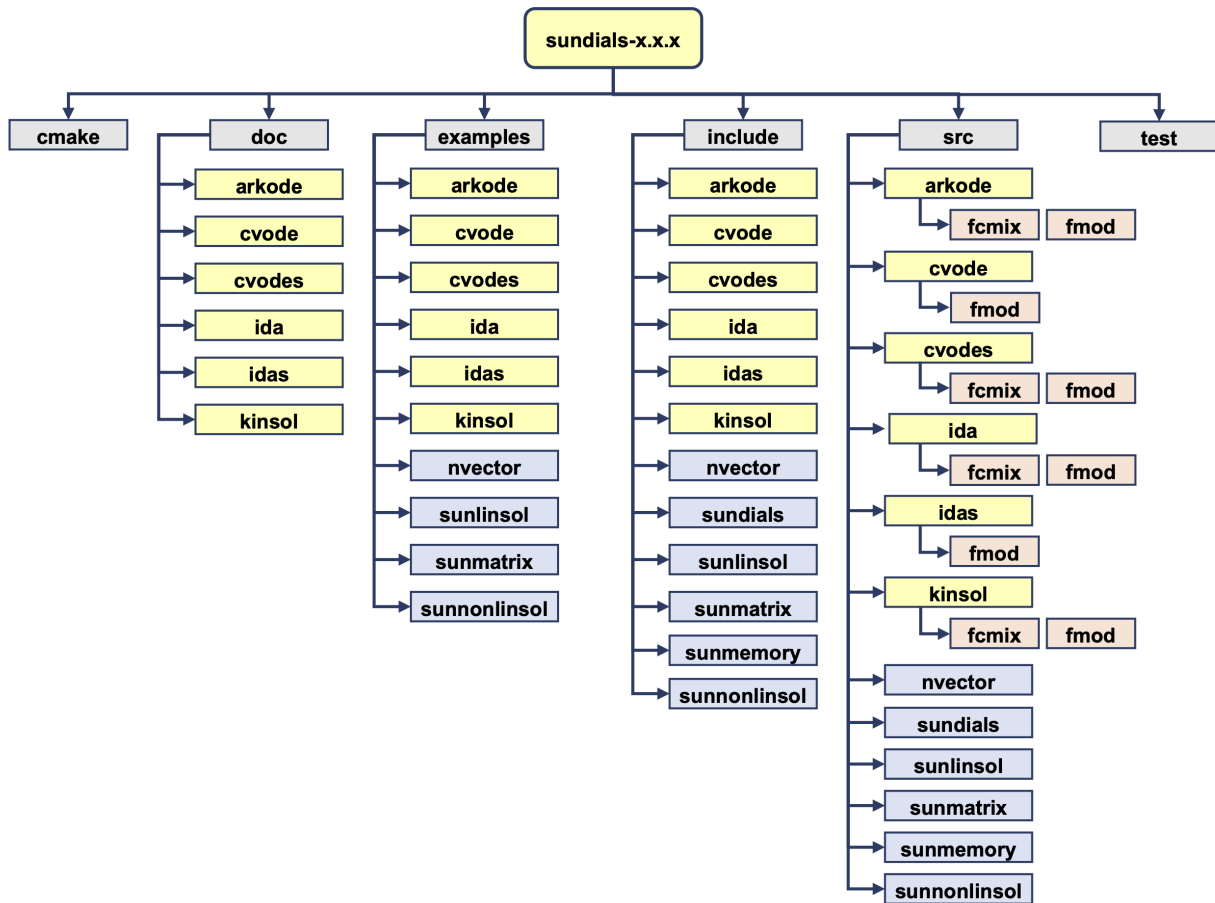 sundials-x.x.x
cmake
doc
examples
include
src
test
arkode
cvode
cvodes
ida
idas
kinsol
arkode
cvode
cvodes
ida
idas
kinsol
nvector
sunlinsol
sunmatrix
sunnonlinsol
arkode
cvode
cvodes
ida
idas
kinsol
nvector
sundials
sunlinsol
sunmatrix
sunmemory
sunnonlinsol
arkode
fcmix fmod
cvode
fmod
cvodes
fcmix fmod
ida
fcmix fmod
idas
fmod
kinsol
fcmix fmod
nvector
sundials
sunlinsol
sunmatrix
sunmemory
sunnonlinsol